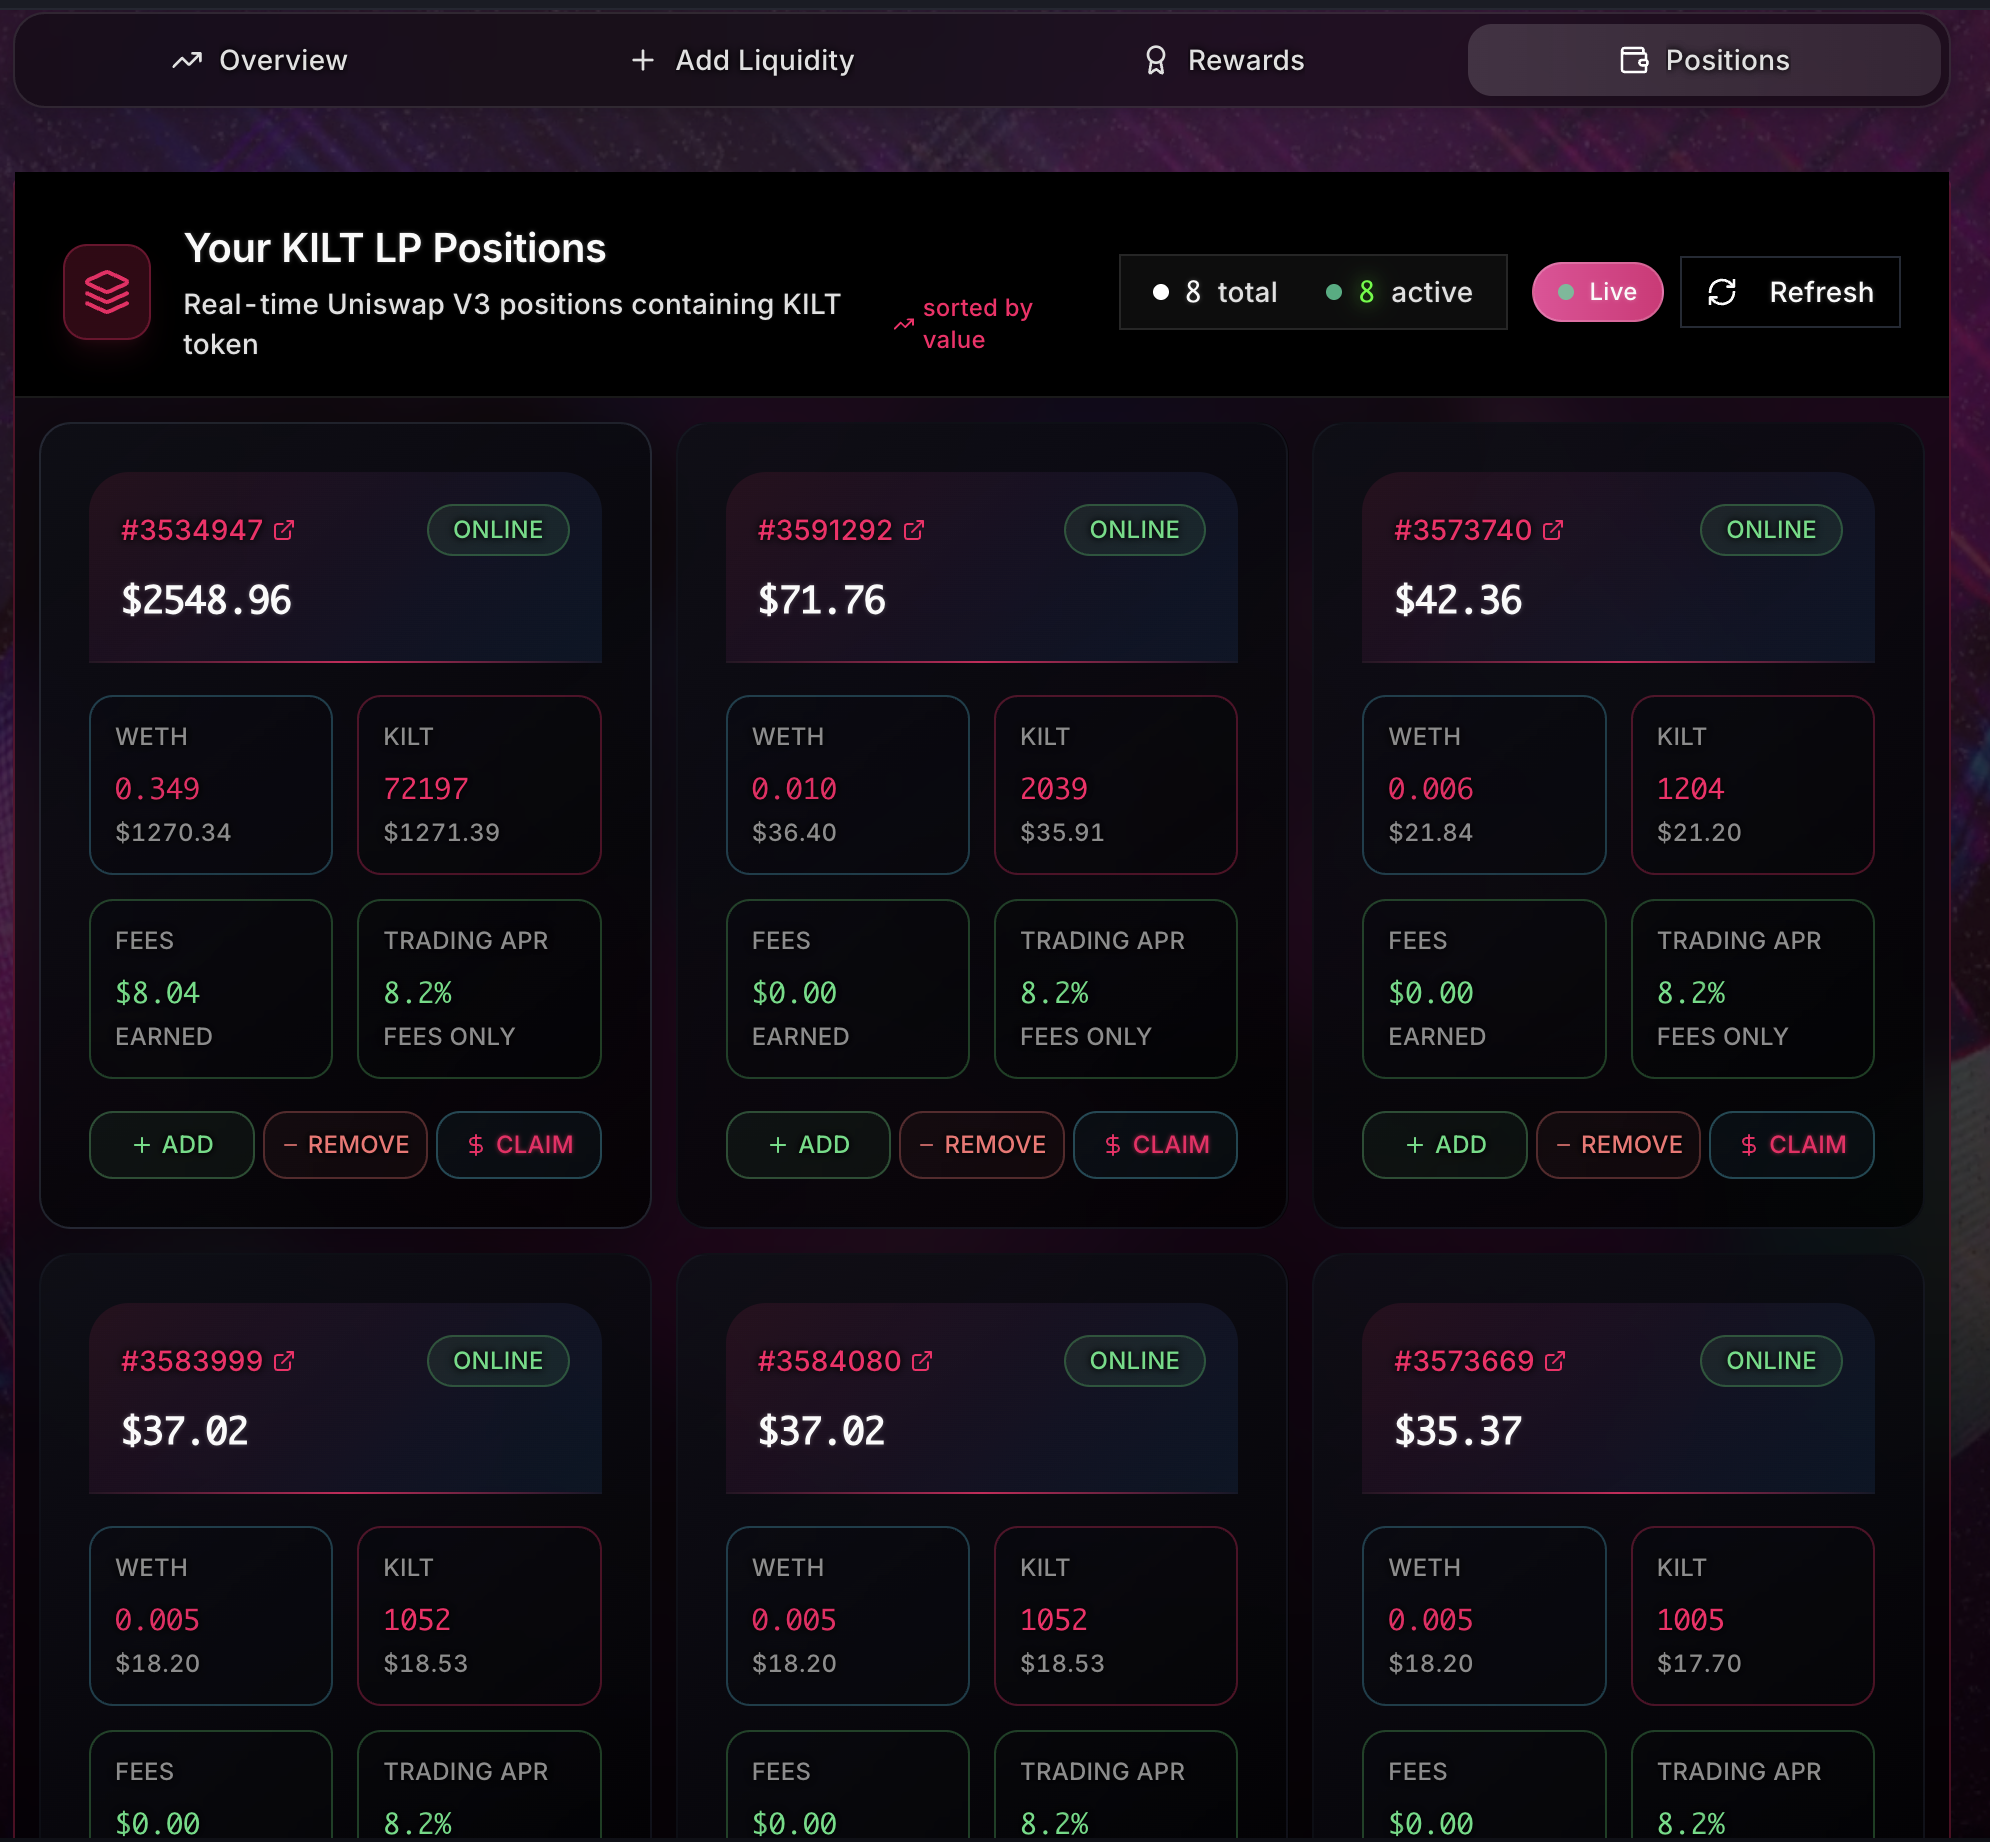 Overview
Add Liquidity
Rewards
Positions
Your KILT LP Positions
Real-time Uniswap V3 positions containing KILT
token
sorted by
value
8 total
8 active
Live
Refresh
#3534947
ONLINE
$2548.96
WETH
0.349
$1270.34
KILT
72197
$1271.39
FEES
$8.04
EARNED
TRADING APR
8.2%
FEES ONLY
+ ADD
− REMOVE
$ CLAIM
#3591292
ONLINE
$71.76
WETH
0.010
$36.40
KILT
2039
$35.91
FEES
$0.00
EARNED
TRADING APR
8.2%
FEES ONLY
+ ADD
− REMOVE
$ CLAIM
#3573740
ONLINE
$42.36
WETH
0.006
$21.84
KILT
1204
$21.20
FEES
$0.00
EARNED
TRADING APR
8.2%
FEES ONLY
+ ADD
− REMOVE
$ CLAIM
#3583999
ONLINE
$37.02
WETH
0.005
$18.20
KILT
1052
$18.53
FEES
$0.00
TRADING APR
8.2%
#3584080
ONLINE
$37.02
WETH
0.005
$18.20
KILT
1052
$18.53
FEES
$0.00
TRADING APR
8.2%
#3573669
ONLINE
$35.37
WETH
0.005
$18.20
KILT
1005
$17.70
FEES
$0.00
TRADING APR
8.2%